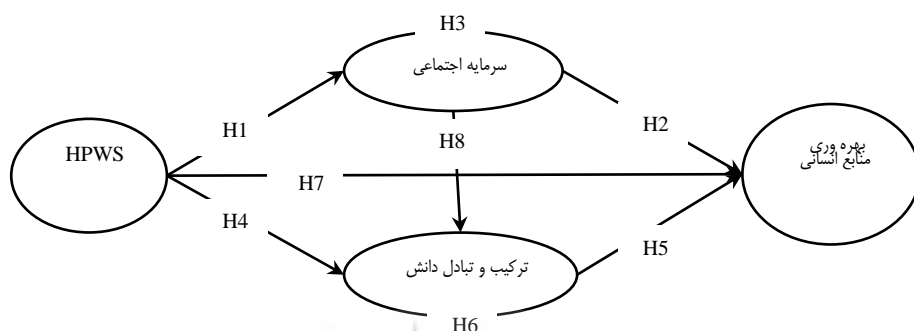 H3
سرمایه اجتماعی
H1
H8
H2
HPWS
بهره وری
منابع انسانی
H7
H4
H5
ترکیب و تبادل دانش
H6